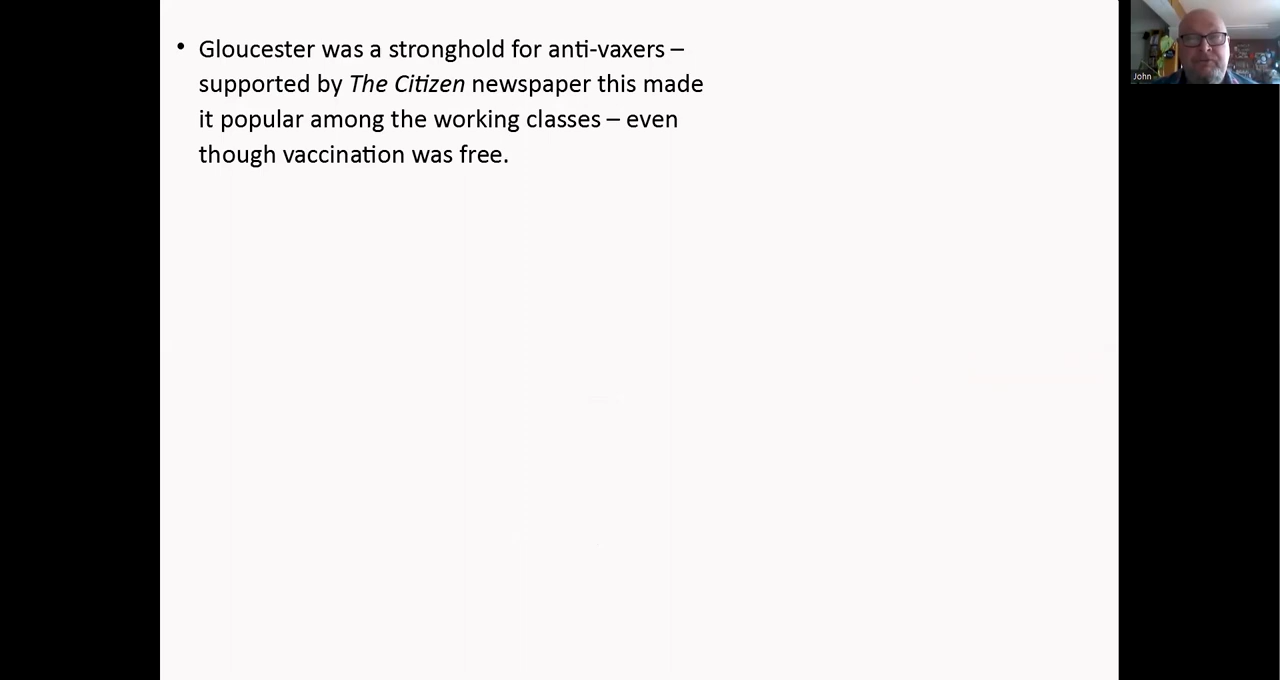 • Gloucester was a stronghold for anti-vaxers –
supported by The Citizen newspaper this made
it popular among the working classes – even
though vaccination was free.
John